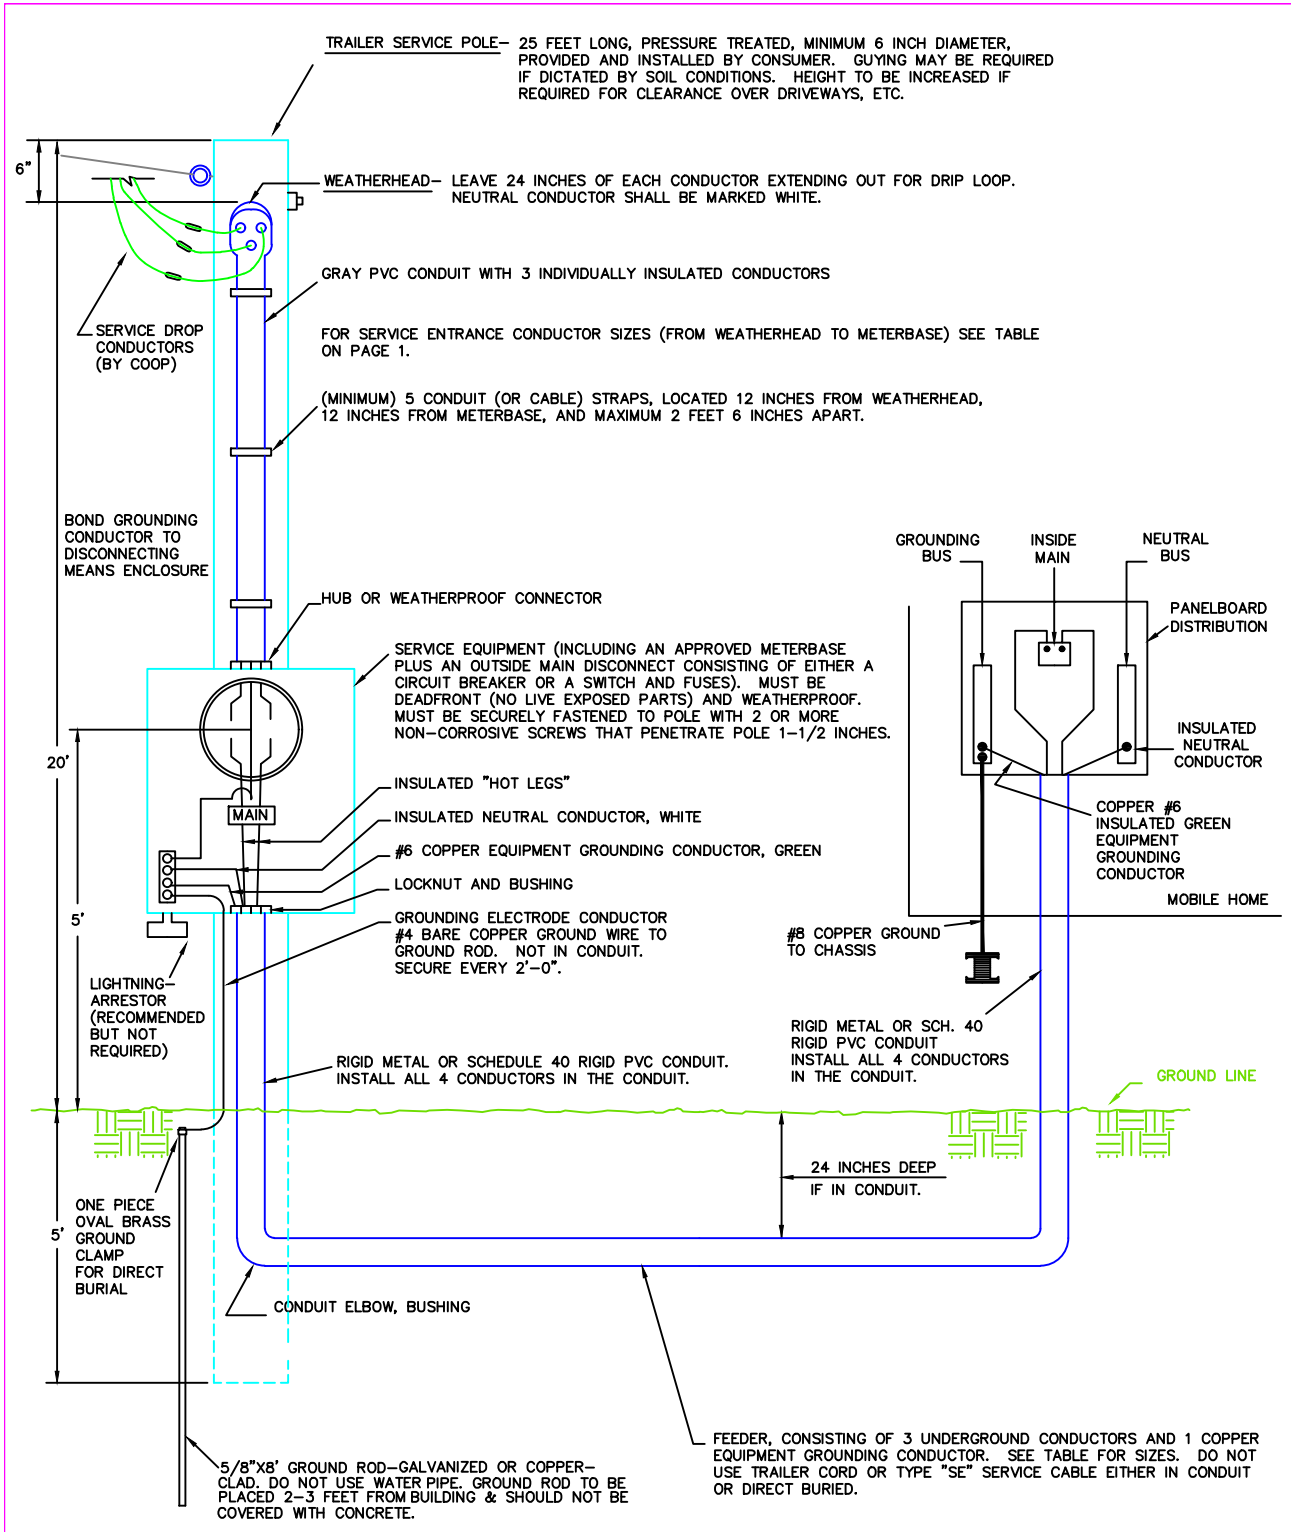 TRAILER SERVICE POLE- 25 FEET LONG, PRESSURE TREATED, MINIMUM 6 INCH DIAMETER,
PROVIDED AND INSTALLED BY CONSUMER. GUYING MAY BE REQUIRED
IF DICTATED BY SOIL CONDITIONS. HEIGHT TO BE INCREASED IF
REQUIRED FOR CLEARANCE OVER DRIVEWAYS, ETC.
6"
WEATHERHEAD- LEAVE 24 INCHES OF EACH CONDUCTOR EXTENDING OUT FOR DRIP LOOP.
NEUTRAL CONDUCTOR SHALL BE MARKED WHITE.
GRAY PVC CONDUIT WITH 3 INDIVIDUALLY INSULATED CONDUCTORS
SERVICE DROP
CONDUCTORS
(BY COOP)
FOR SERVICE ENTRANCE CONDUCTOR SIZES (FROM WEATHERHEAD TO METERBASE) SEE TABLE
ON PAGE 1.
(MINIMUM) 5 CONDUIT (OR CABLE) STRAPS, LOCATED 12 INCHES FROM WEATHERHEAD,
12 INCHES FROM METERBASE, AND MAXIMUM 2 FEET 6 INCHES APART.
BOND GROUNDING
CONDUCTOR TO
DISCONNECTING
MEANS ENCLOSURE
GROUNDING
BUS
INSIDE
MAIN
NEUTRAL
BUS
HUB OR WEATHERPROOF CONNECTOR
PANELBOARD
DISTRIBUTION
SERVICE EQUIPMENT (INCLUDING AN APPROVED METERBASE
PLUS AN OUTSIDE MAIN DISCONNECT CONSISTING OF EITHER A
CIRCUIT BREAKER OR A SWITCH AND FUSES). MUST BE
DEADFRONT (NO LIVE EXPOSED PARTS) AND WEATHERPROOF.
MUST BE SECURELY FASTENED TO POLE WITH 2 OR MORE
NON-CORROSIVE SCREWS THAT PENETRATE POLE 1-1/2 INCHES.
INSULATED
NEUTRAL
CONDUCTOR
20'
INSULATED "HOT LEGS"
MAIN
INSULATED NEUTRAL CONDUCTOR, WHITE
COPPER #6
INSULATED GREEN
EQUIPMENT
GROUNDING
CONDUCTOR
#6 COPPER EQUIPMENT GROUNDING CONDUCTOR, GREEN
LOCKNUT AND BUSHING
MOBILE HOME
5'
GROUNDING ELECTRODE CONDUCTOR
#4 BARE COPPER GROUND WIRE TO
GROUND ROD. NOT IN CONDUIT.
SECURE EVERY 2'-0".
#8 COPPER GROUND
TO CHASSIS
LIGHTNING-
ARRESTOR
(RECOMMENDED
BUT NOT
REQUIRED)
RIGID METAL OR SCH. 40
RIGID PVC CONDUIT
INSTALL ALL 4 CONDUCTORS
IN THE CONDUIT.
RIGID METAL OR SCHEDULE 40 RIGID PVC CONDUIT.
INSTALL ALL 4 CONDUCTORS IN THE CONDUIT.
GROUND LINE
24 INCHES DEEP
IF IN CONDUIT.
ONE PIECE
OVAL BRASS
GROUND
CLAMP
FOR DIRECT
BURIAL
5'
CONDUIT ELBOW, BUSHING
FEEDER, CONSISTING OF 3 UNDERGROUND CONDUCTORS AND 1 COPPER
EQUIPMENT GROUNDING CONDUCTOR. SEE TABLE FOR SIZES. DO NOT
USE TRAILER CORD OR TYPE "SE" SERVICE CABLE EITHER IN CONDUIT
OR DIRECT BURIED.
5/8"X8' GROUND ROD-GALVANIZED OR COPPER-
CLAD. DO NOT USE WATER PIPE. GROUND ROD TO BE
PLACED 2-3 FEET FROM BUILDING & SHOULD NOT BE
COVERED WITH CONCRETE.